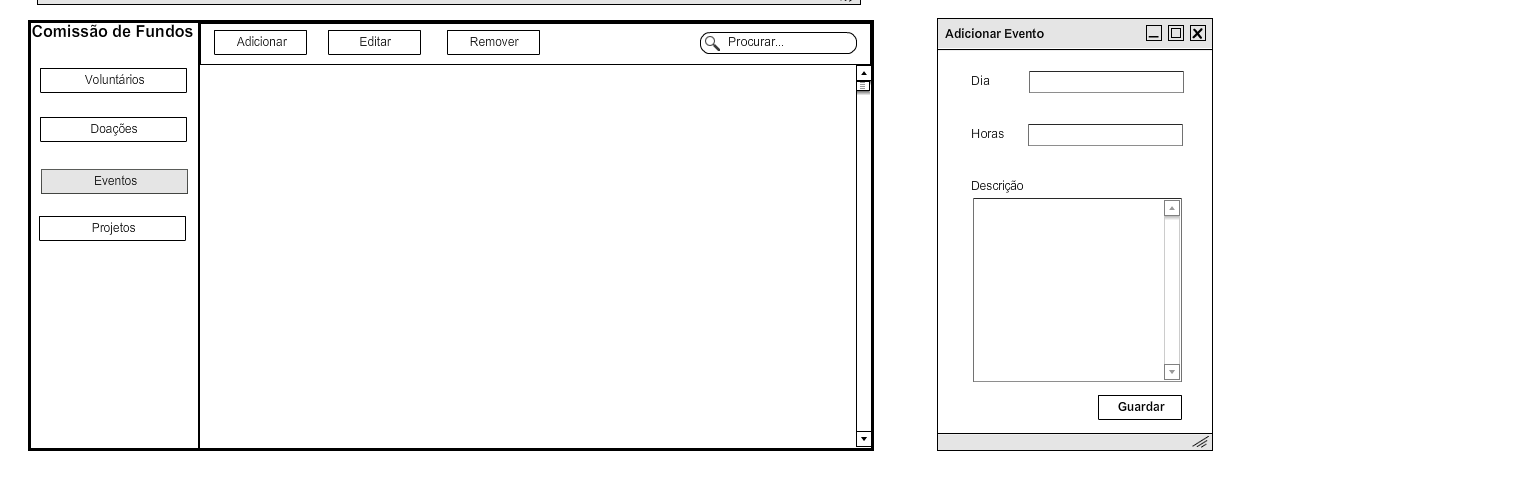 Comissão de Fundos
Adicionar
Editar
Remover
Procurar...
Voluntários
Doações
Eventos
Projetos
Adicionar Evento
Dia
Horas
Descrição
Guardar